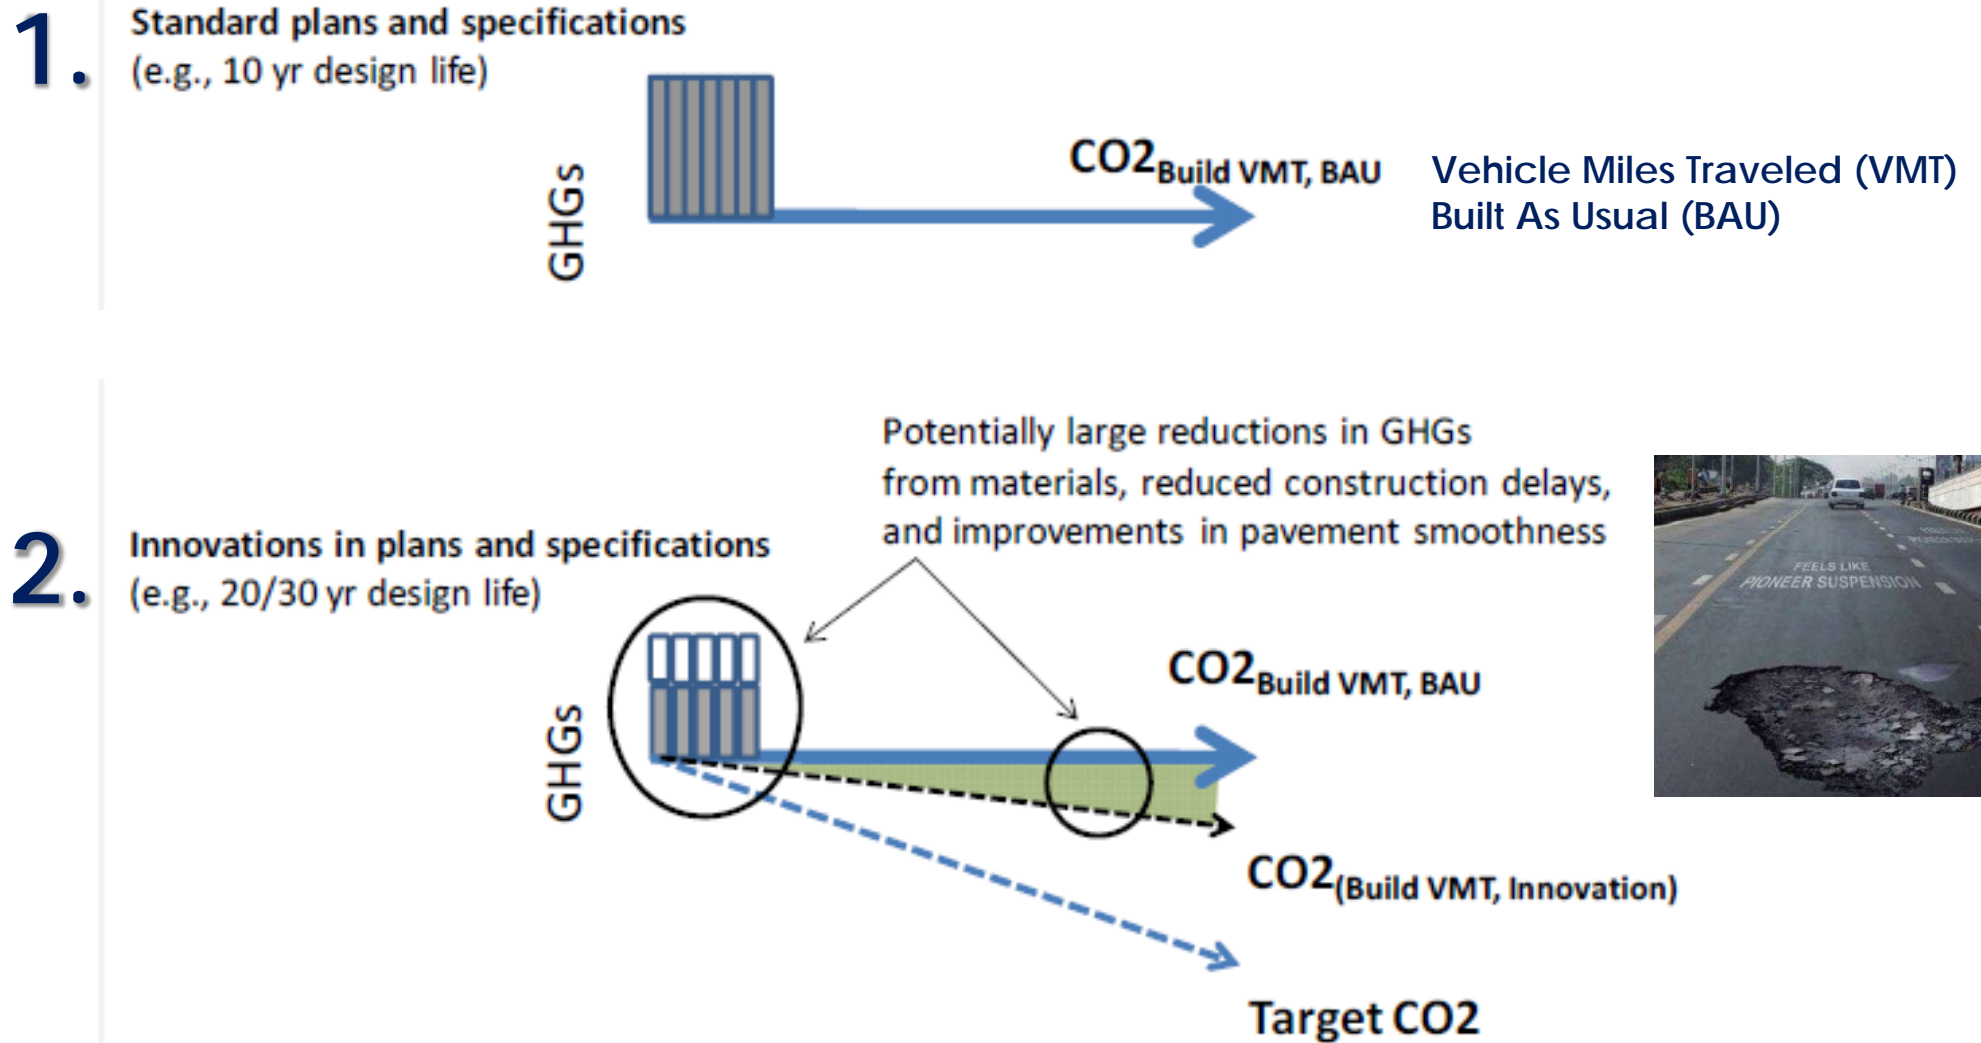 1.
Standard plans and specifications
(e.g., 10 yr design life)
GHGs
CO2Build VMT, BAU
Vehicle Miles Traveled (VMT)
Built As Usual (BAU)
2.
Innovations in plans and specifications
(e.g., 20/30 yr design life)
Potentially large reductions in GHGs
from materials, reduced construction delays,
and improvements in pavement smoothness
GHGs
CO2Build VMT, BAU
CO2(Build VMT, Innovation)
Target CO2
FEELS LIKE
PIONEER SUSPENSION